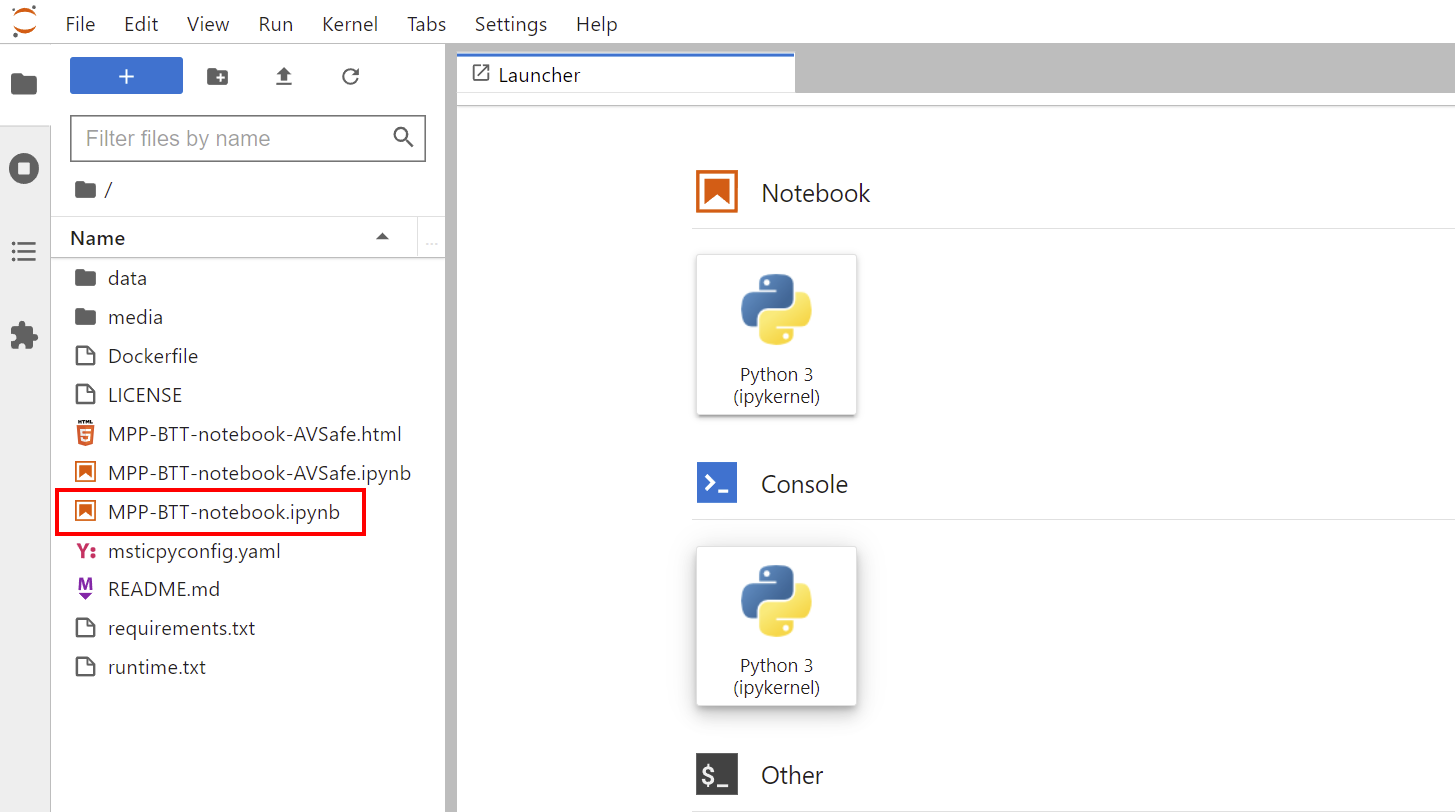 File Edit View Run Kernel Tabs Settings Help
+
Filter files by name
/
Name
...
data
media
Dockerfile
LICENSE
MPP-BTT-notebook-AVSafe.html
MPP-BTT-notebook-AVSafe.ipynb
MPP-BTT-notebook.ipynb
Y: msticpyconfig.yaml
M README.md
requirements.txt
runtime.txt
Launcher
Notebook
Python 3
(ipykernel)
Console
Python 3
(ipykernel)
$_ Other